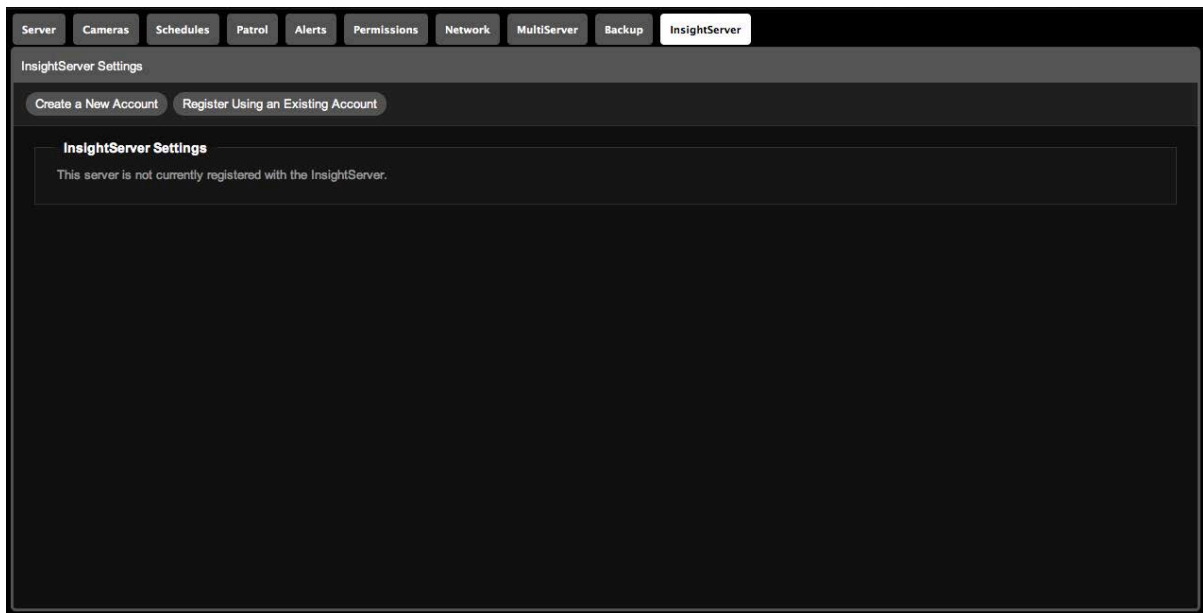 Server Cameras Schedules Patrol Alerts Permissions Network MultiServer Backup InsightServer
InsightServer Settings
Create a New Account Register Using an Existing Account
InsightServer Settings
This server is not currently registered with the InsightServer.